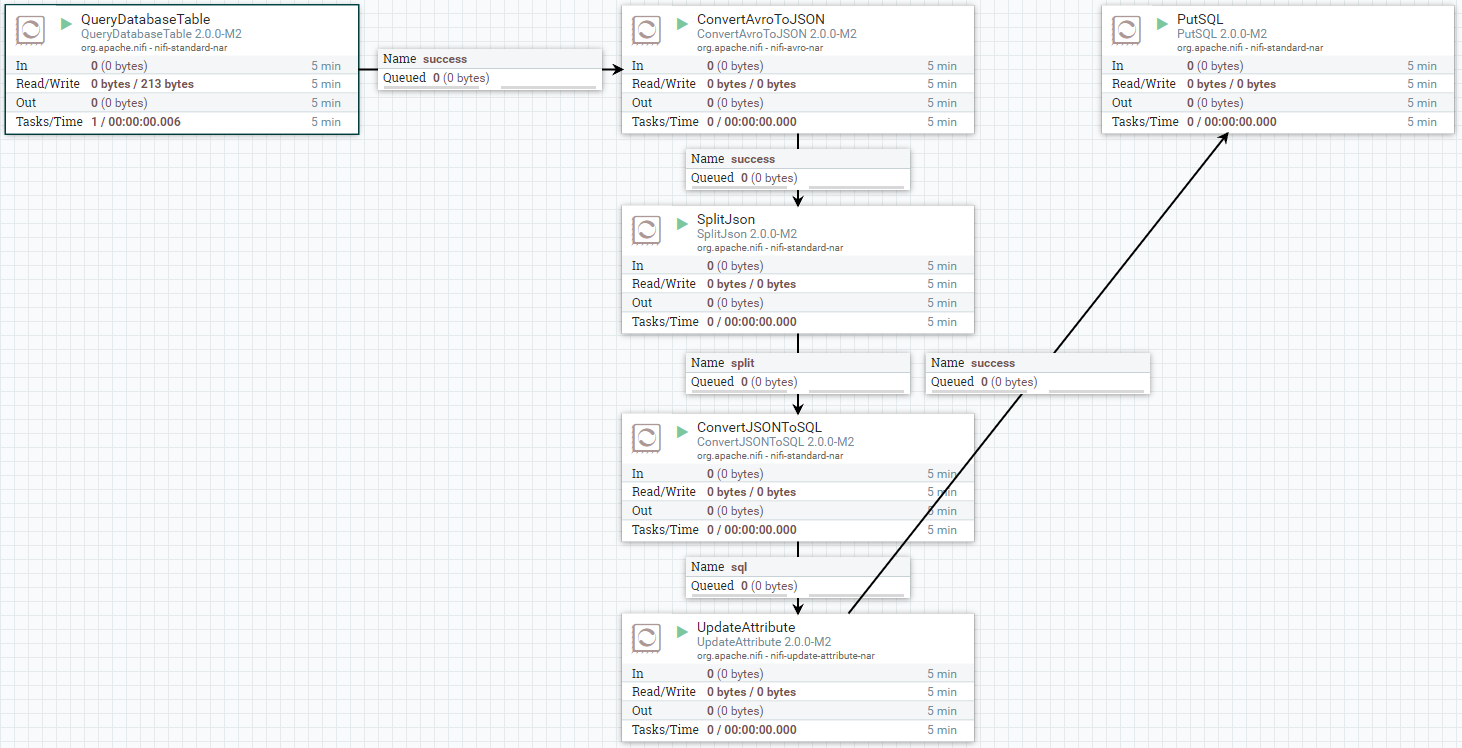 QueryDatabaseTable
QueryDatabaseTable 2.0.0-M2
org.apache.nifi - nifi-standard-nar
In 0 (0 bytes) 5 min
Read/Write 0 bytes / 213 bytes 5 min
Out 0 (0 bytes) 5 min
Tasks/Time 1 / 00:00:00.006 5 min
Name success
Queued 0 (0 bytes)
ConvertAvroToJSON
ConvertAvroToJSON 2.0.0-M2
org.apache.nifi - nifi-avro-nar
In 0 (0 bytes) 5 min
Read/Write 0 bytes / 0 bytes 5 min
Out 0 (0 bytes) 5 min
Tasks/Time 0 / 00:00:00.000 5 min
PutSQL
PutSQL 2.0.0-M2
org.apache.nifi - nifi-standard-nar
In 0 (0 bytes) 5 min
Read/Write 0 bytes / 0 bytes 5 min
Out 0 (0 bytes) 5 min
Tasks/Time 0 / 00:00:00.000 5 min
Name success
Queued 0 (0 bytes)
SplitJson
SplitJson 2.0.0-M2
org.apache.nifi - nifi-standard-nar
In 0 (0 bytes) 5 min
Read/Write 0 bytes / 0 bytes 5 min
Out 0 (0 bytes) 5 min
Tasks/Time 0 / 00:00:00.000 5 min
Name split
Queued 0 (0 bytes)
Name success
Queued 0 (0 bytes)
ConvertJSONToSQL
ConvertJSONToSQL 2.0.0-M2
org.apache.nifi - nifi-standard-nar
In 0 (0 bytes) 5 min
Read/Write 0 bytes / 0 bytes 5 min
Out 0 (0 bytes) 5 min
Tasks/Time 0 / 00:00:00.000 5 min
Name sql
Queued 0 (0 bytes)
UpdateAttribute
UpdateAttribute 2.0.0-M2
org.apache.nifi - nifi-update-attribute-nar
In 0 (0 bytes) 5 min
Read/Write 0 bytes / 0 bytes 5 min
Out 0 (0 bytes) 5 min
Tasks/Time 0 / 00:00:00.000 5 min